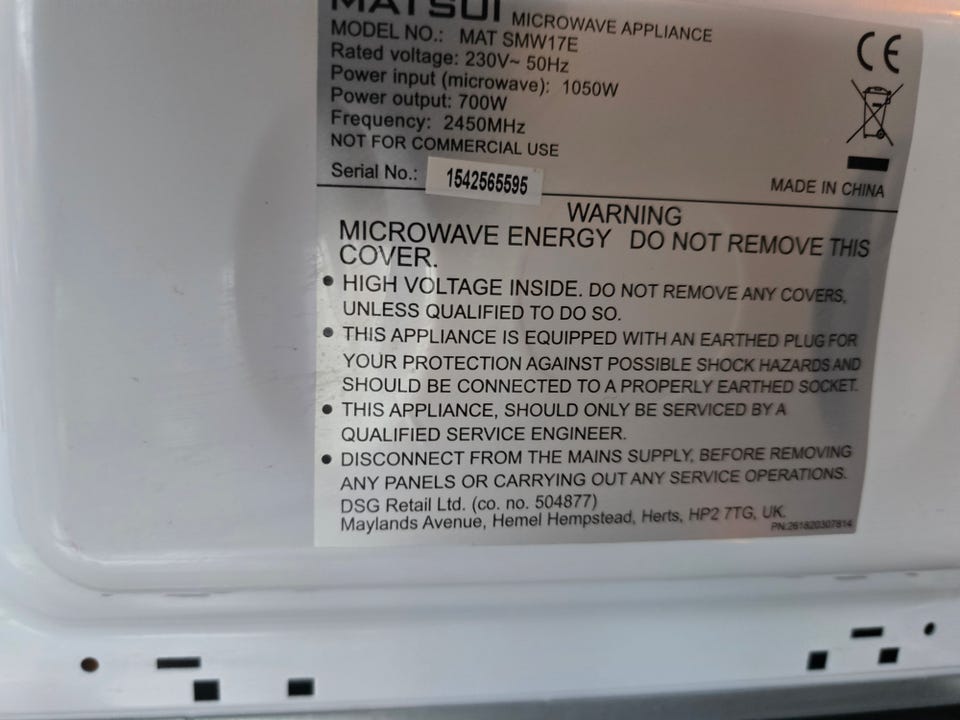 MATSUI MICROWAVE APPLIANCE
MODEL NO.: MAT SMW17E
Rated voltage: 230V~ 50Hz
Power input (microwave): 1050W
Power output: 700W
Frequency: 2450MHz
NOT FOR COMMERCIAL USE
CE
Serial No.: 1542565595
MADE IN CHINA
WARNING
MICROWAVE ENERGY DO NOT REMOVE THIS
COVER.
• HIGH VOLTAGE INSIDE. DO NOT REMOVE ANY COVERS,
UNLESS QUALIFIED TO DO SO.
• THIS APPLIANCE IS EQUIPPED WITH AN EARTHED PLUG FOR
YOUR PROTECTION AGAINST POSSIBLE SHOCK HAZARDS AND
SHOULD BE CONNECTED TO A PROPERLY EARTHED SOCKET.
• THIS APPLIANCE, SHOULD ONLY BE SERVICED BY A
QUALIFIED SERVICE ENGINEER.
• DISCONNECT FROM THE MAINS SUPPLY, BEFORE REMOVING
ANY PANELS OR CARRYING OUT ANY SERVICE OPERATIONS.
DSG Retail Ltd. (co. no. 504877)
Maylands Avenue, Hemel Hempstead, Herts, HP2 7TG, UK.
PN:261820307814